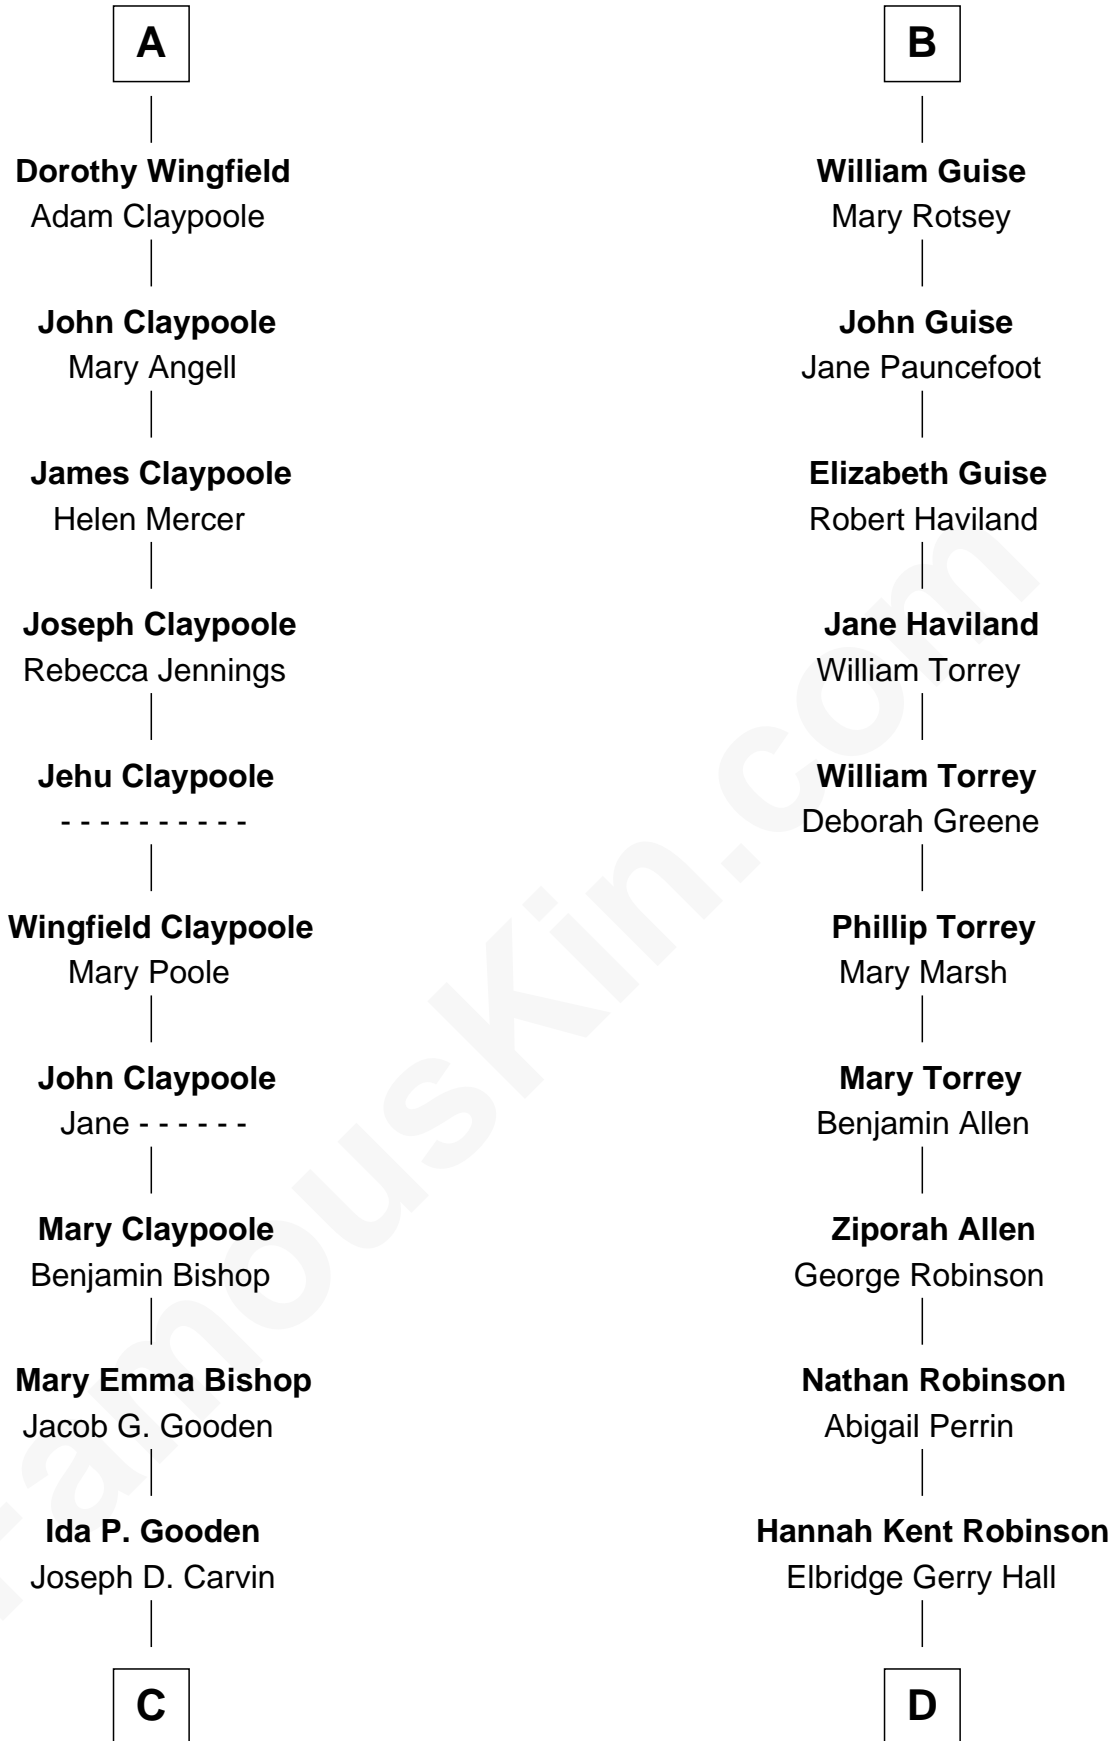 A
Dorothy Wingfield
Adam Claypoole
John Claypoole
Mary Angell
James Claypoole
Helen Mercer
Joseph Claypoole
Rebecca Jennings
Jehu Claypoole
- - - - - - - - - -
Wingfield Claypoole
Mary Poole
John Claypoole
Jane - - - - - -
Mary Claypoole
Benjamin Bishop
Mary Emma Bishop
Jacob G. Gooden
Ida P. Gooden
Joseph D. Carvin
C
B
William Guise
Mary Rotsey
John Guise
Jane Pauncefoot
Elizabeth Guise
Robert Haviland
Jane Haviland
William Torrey
William Torrey
Deborah Greene
Phillip Torrey
Mary Marsh
Mary Torrey
Benjamin Allen
Ziporah Allen
George Robinson
Nathan Robinson
Abigail Perrin
Hannah Kent Robinson
Elbridge Gerry Hall
D
FamousKin.com